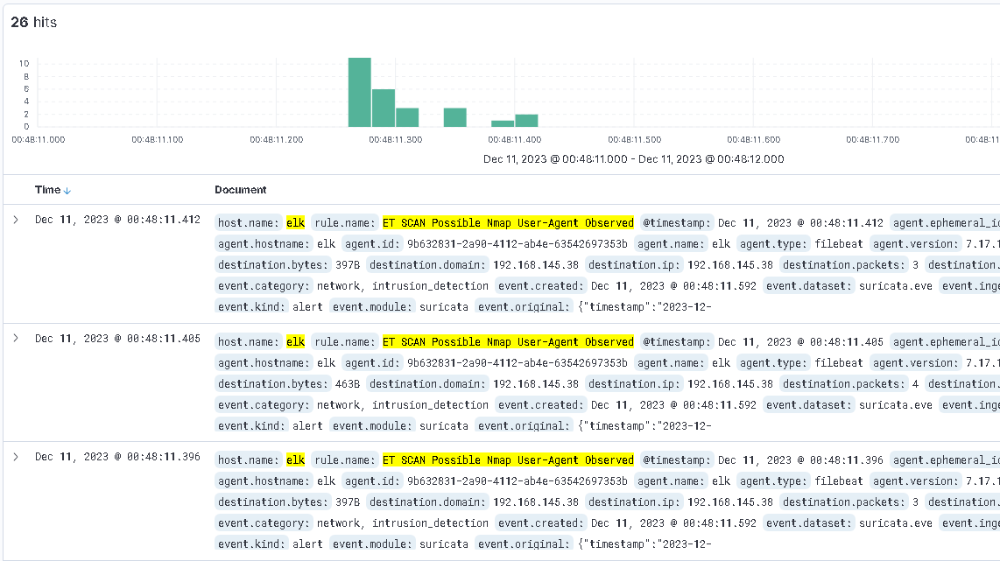 26 hits
10
8
6
4
2
0
00:48:11.000 00:48:11.100 00:48:11.200 00:48:11.300 00:48:11.400 00:48:11.500 00:48:11.600 00:48:11.700 00:48:11
Dec 11, 2023 @ 00:48:11.000 - Dec 11, 2023 @ 00:48:12.000
Time Document
Dec 11, 2023 @ 00:48:11.412 host.name: elk rule.name: ET SCAN Possible Nmap User-Agent Observed @timestamp: Dec 11, 2023 @ 00:48:11.412 agent.ephemeral_id
agent.hostname: elk agent.id: 9b632831-2a90-4112-ab4e-63542697353b agent.name: elk agent.type: filebeat agent.version: 7.17.1
destination.bytes: 397B destination.domain: 192.168.145.38 destination.ip: 192.168.145.38 destination.packets: 3 destination.
event.category: network, intrusion_detection event.created: Dec 11, 2023 @ 00:48:11.592 event.dataset: suricata.eve event.inge
event.kind: alert event.module: suricata event.original: {"timestamp":"2023-12-
Dec 11, 2023 @ 00:48:11.405 host.name: elk rule.name: ET SCAN Possible Nmap User-Agent Observed @timestamp: Dec 11, 2023 @ 00:48:11.405 agent.ephemeral_id
agent.hostname: elk agent.id: 9b632831-2a90-4112-ab4e-63542697353b agent.name: elk agent.type: filebeat agent.version: 7.17.1
destination.bytes: 463B destination.domain: 192.168.145.38 destination.ip: 192.168.145.38 destination.packets: 4 destination.
event.category: network, intrusion_detection event.created: Dec 11, 2023 @ 00:48:11.592 event.dataset: suricata.eve event.inge
event.kind: alert event.module: suricata event.original: {"timestamp":"2023-12-
Dec 11, 2023 @ 00:48:11.396 host.name: elk rule.name: ET SCAN Possible Nmap User-Agent Observed @timestamp: Dec 11, 2023 @ 00:48:11.396 agent.ephemeral_id
agent.hostname: elk agent.id: 9b632831-2a90-4112-ab4e-63542697353b agent.name: elk agent.type: filebeat agent.version: 7.17.1
destination.bytes: 397B destination.domain: 192.168.145.38 destination.ip: 192.168.145.38 destination.packets: 3 destination.
event.category: network, intrusion_detection event.created: Dec 11, 2023 @ 00:48:11.592 event.dataset: suricata.eve event.inge
event.kind: alert event.module: suricata event.original: {"timestamp":"2023-12-